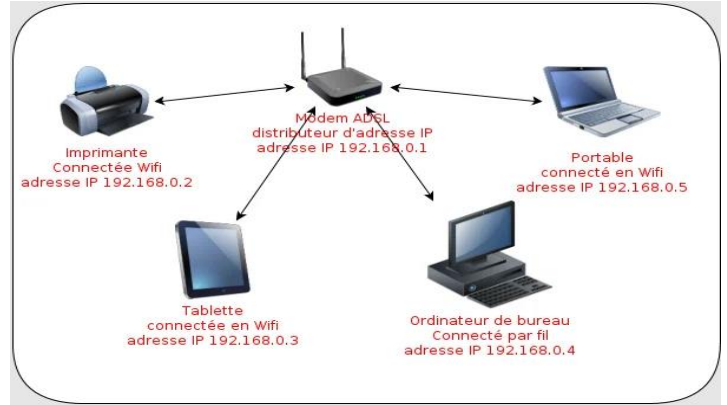 Modem ADSL
distributeur d'adresse IP
adresse IP 192.168.0.1
Imprimante
Connectée Wifi
adresse IP 192.168.0.2
Portable
connecté en Wifi
adresse IP 192.168.0.5
Tablette
connectée en Wifi
adresse IP 192.168.0.3
Ordinateur de bureau
Connecté par fil
adresse IP 192.168.0.4